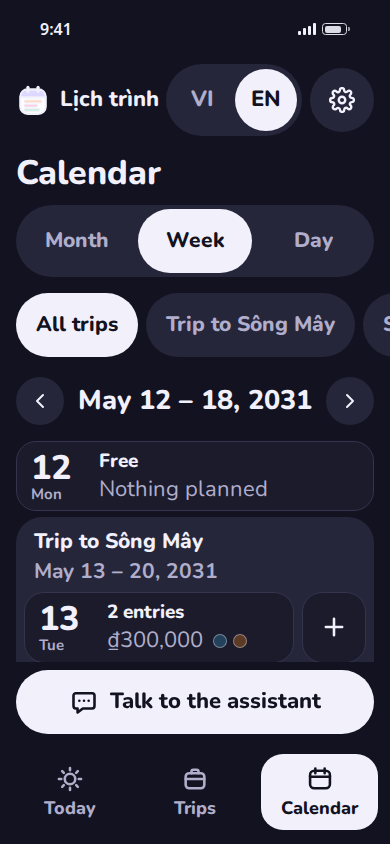 9:41
Lịch trình
VI
EN
Calendar
Month
Week
Day
All trips
Trip to Sông Mây
May 12 – 18, 2031
12
Mon
Free
Nothing planned
Trip to Sông Mây
May 13 – 20, 2031
13
Tue
2 entries
₫300,000
Talk to the assistant
Today
Trips
Calendar